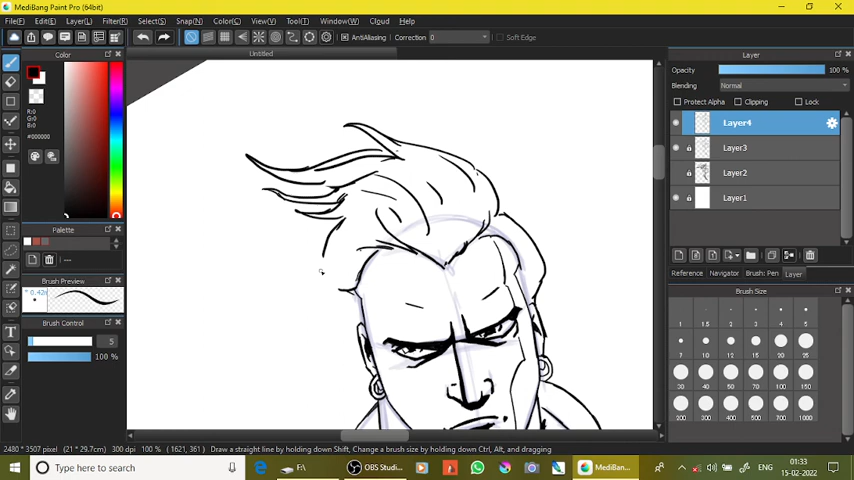 MediBang Paint Pro (64bit)
File(F) Edit(E) Layer(L) Filter(R) Select(S) Snap(N) Color(C) View(V) Tool(T) Window(W) Cloud Help
AntiAliasing Correction 0 Soft Edge
Untitled
Color
R:0
G:0
B:0
#000000
Palette
---
Brush Preview
* 0.42m
Brush Control
5
100 %
Layer
Opacity 100 %
Blending Normal
Protect Alpha Clipping Lock
Layer4
Layer3
Layer2
Layer1
Reference Navigator Brush: Pen Layer
Brush Size
1 1.5 2 3 4 5
7 10 12 15 20 25
30 40 50 70 100 150
200 300 400 500 700 1000
2480 * 3507 pixel (21 * 29.7cm) 300 dpi 100 % (1621, 361) Draw a straight line by holding down Shift, Change a brush size by holding down Ctrl, Alt, and dragging
Type here to search
F:\
OBS Studi...
MediBan...
ENG
01:33
15-02-2022